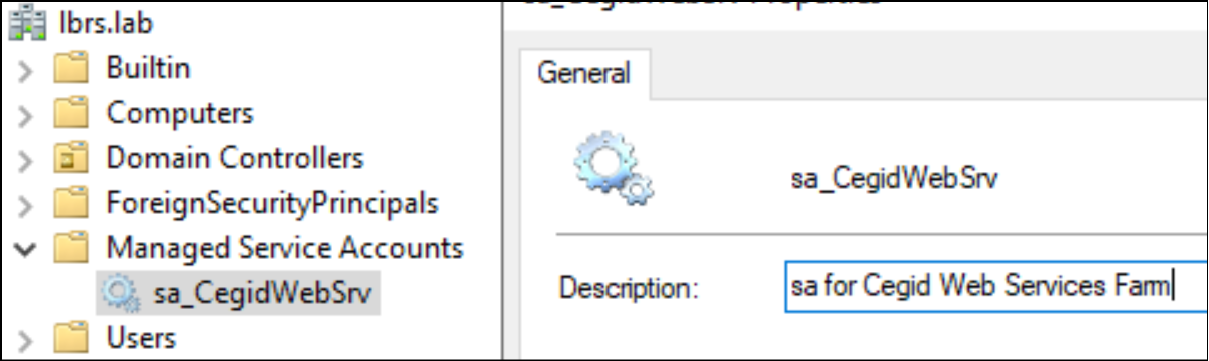 lbrs.lab
Builtin
Computers
Domain Controllers
ForeignSecurityPrincipals
Managed Service Accounts
sa_CegidWebSrv
Users
General
sa_CegidWebSrv
Description:
sa for Cegid Web Services Farm